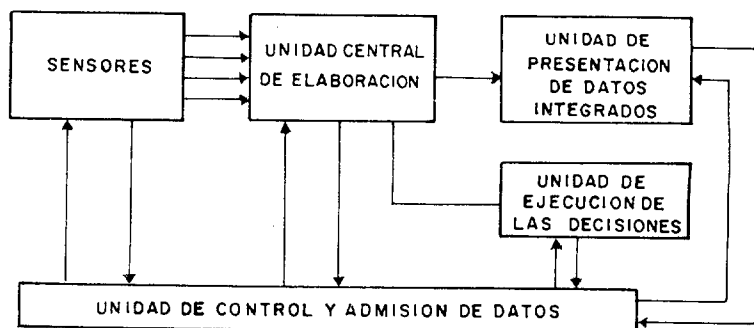 SENSORES
UNIDAD CENTRAL
DE ELABORACION
UNIDAD DE
PRESENTACION
DE DATOS
INTEGRADOS
UNIDAD DE
EJECUCION DE
LAS DECISIONES
UNIDAD DE CONTROL Y ADMISION DE DATOS